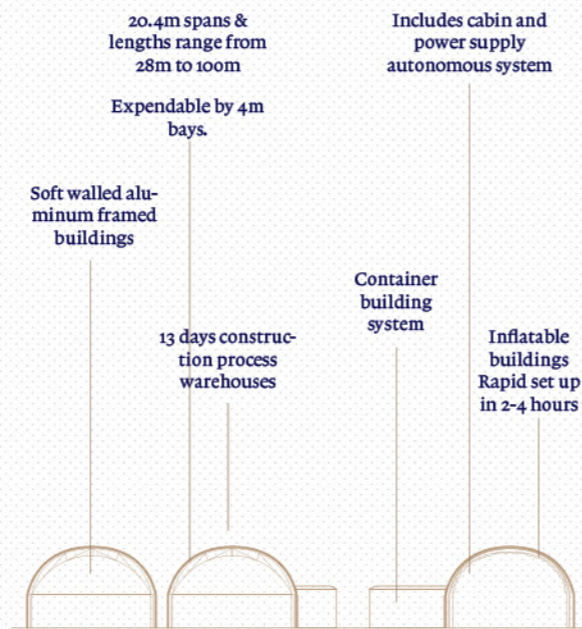 20.4m spans &
lengths range from
28m to 100m
Expendable by 4m
bays.
Includes cabin and
power supply
autonomous system
Soft walled alu-
minum framed
buildings
13 days construc-
tion process
warehouses
Container
building
system
Inflatable
buildings
Rapid set up
in 2-4 hours